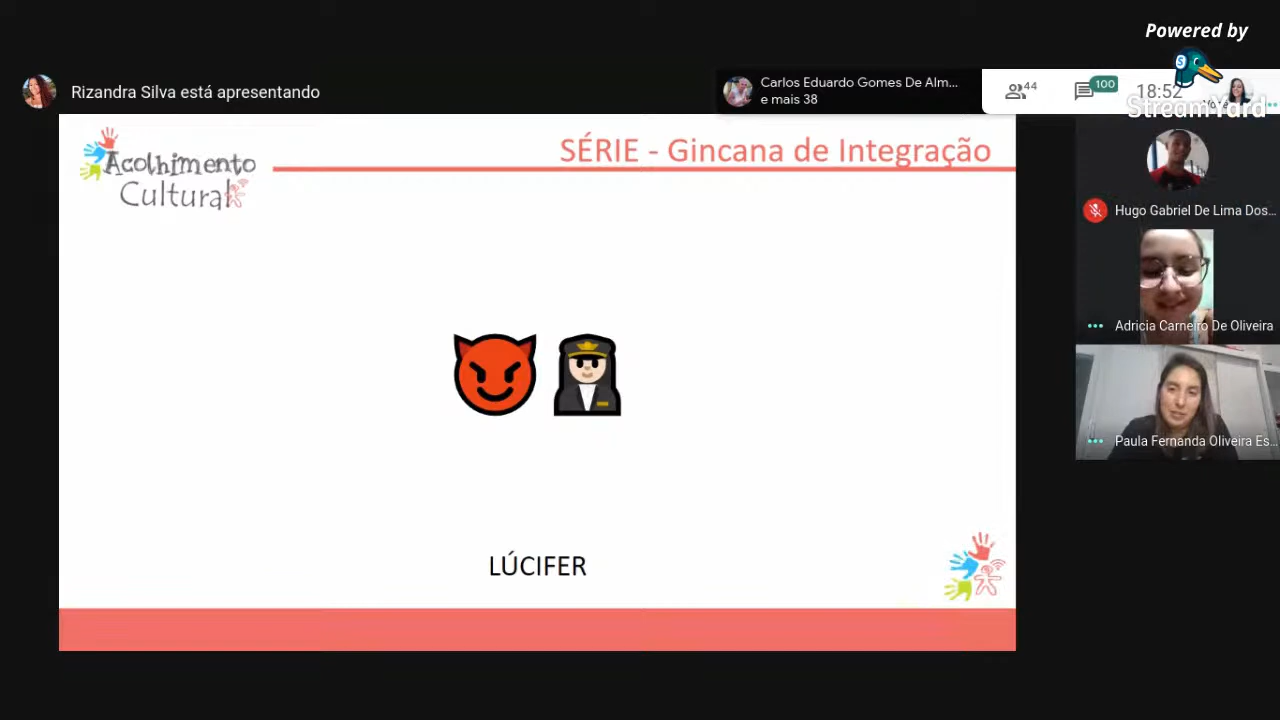 Powered by
StreamYard
Rizandra Silva está apresentando
Carlos Eduardo Gomes De Alm...
e mais 38
44
100
18:52
Acolhimento
Cultural
SÉRIE - Gincana de Integração
LÚCIFER
Hugo Gabriel De Lima Dos...
Adricia Carneiro De Oliveira
Paula Fernanda Oliveira Es...